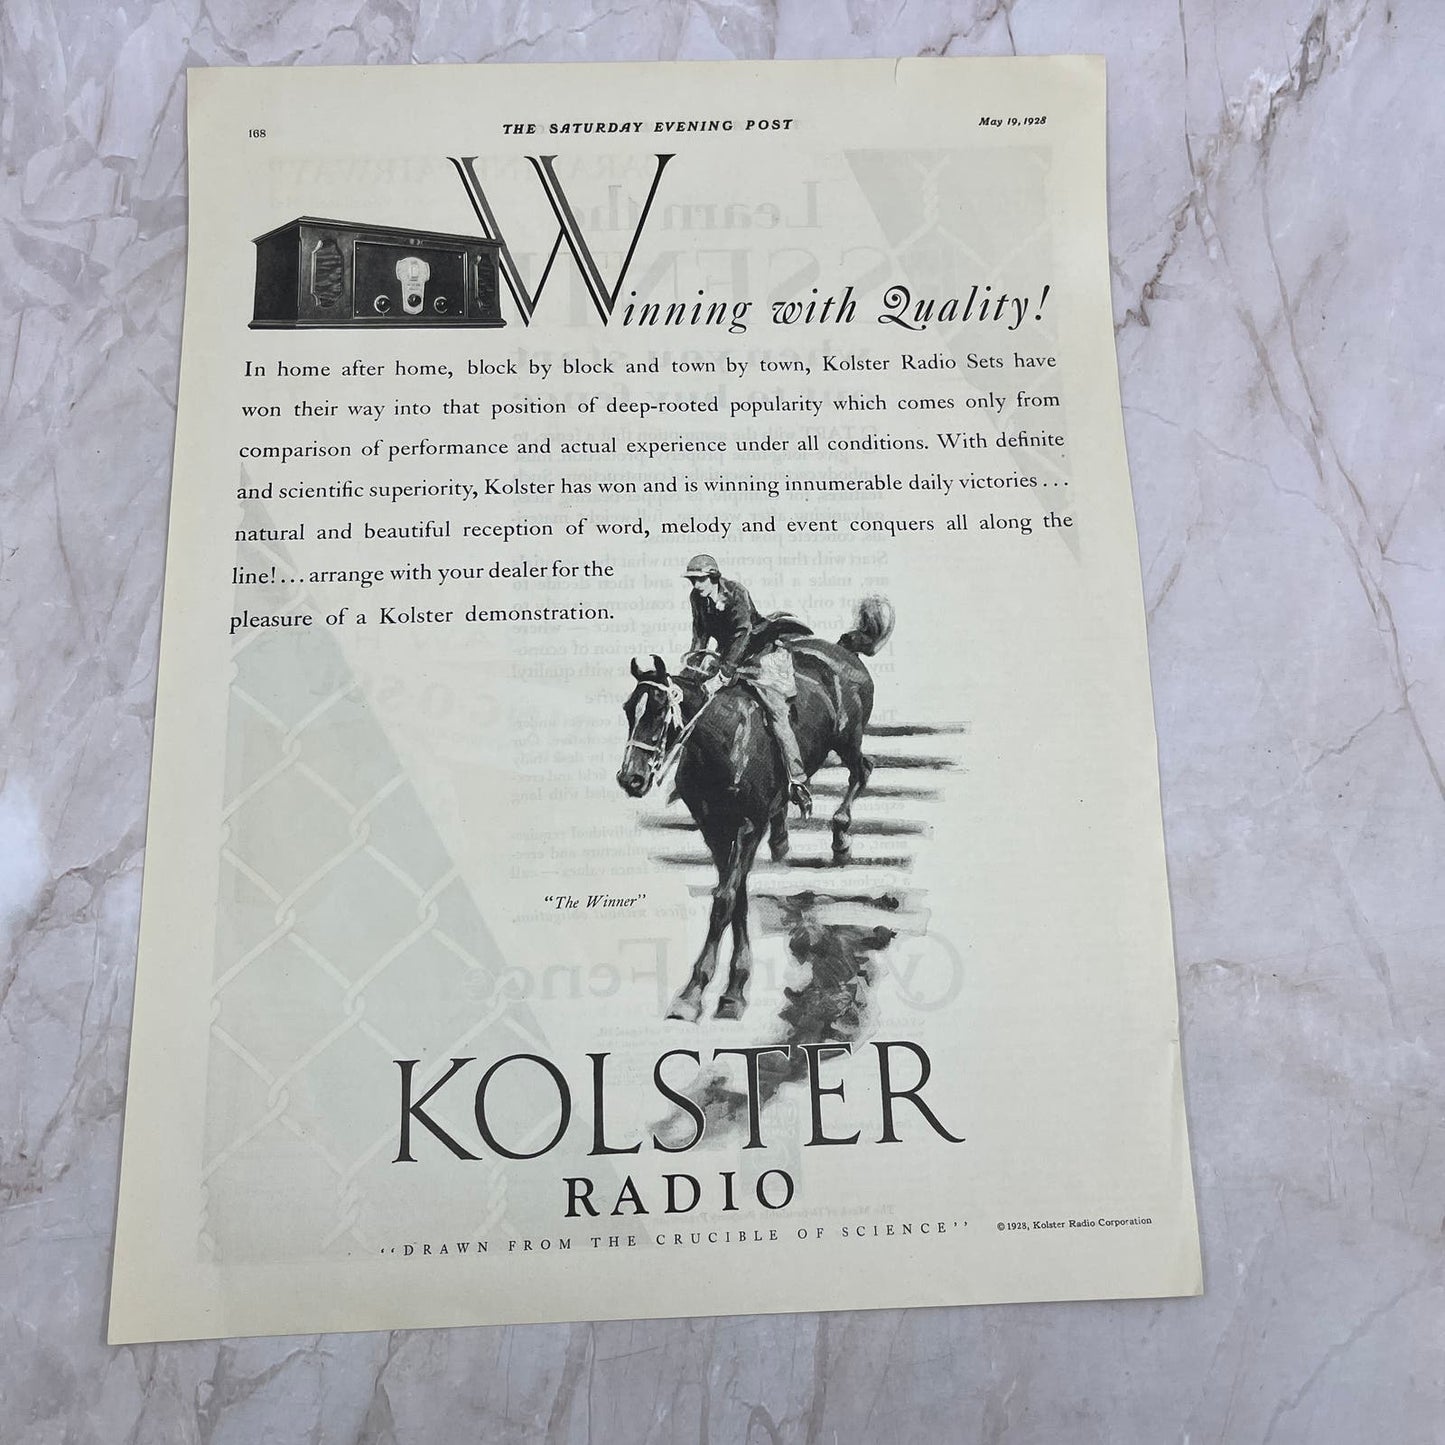 168
THE SATURDAY EVENING POST
May 19, 1928
Winning with Quality!
In home after home, block by block and town by town, Kolster Radio Sets have
won their way into that position of deep-rooted popularity which comes only from
comparison of performance and actual experience under all conditions. With definite
and scientific superiority, Kolster has won and is winning innumerable daily victories...
natural and beautiful reception of word, melody and event conquers all along the
line!...arrange with your dealer for the
pleasure of a Kolster demonstration.
"The Winner"
KOLSTER
RADIO
"DRAWN FROM THE CRUCIBLE OF SCIENCE"
©1928, Kolster Radio Corporation